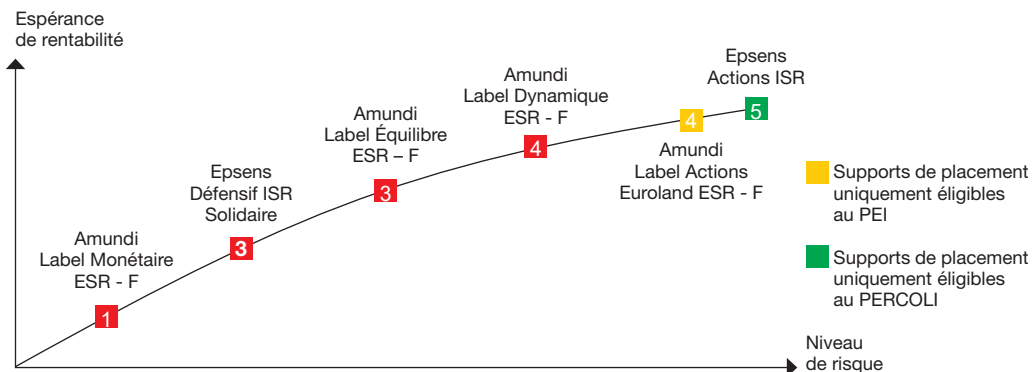 Espérance
de rentabilité
Amundi
Label Monétaire
ESR - F
1
Epsens
Défensif ISR
Solidaire
3
Amundi
Label Équilibre
ESR – F
3
Amundi
Label Dynamique
ESR - F
4
4
Amundi
Label Actions
Euroland ESR - F
Epsens
Actions ISR
5
Supports de placement
uniquement éligibles
au PEI
Supports de placement
uniquement éligibles
au PERCOLI
Niveau
de risque